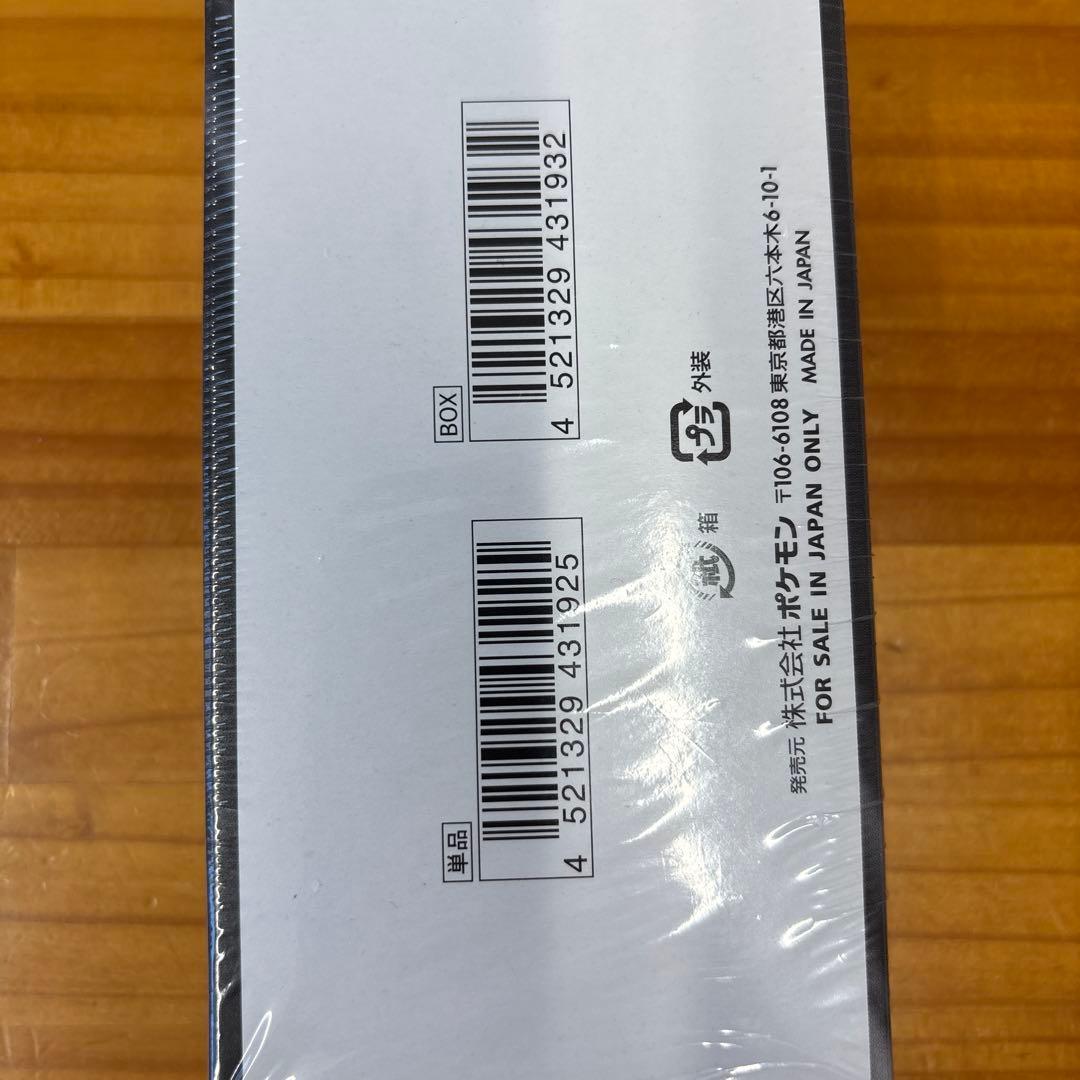 単品
4 521329 431925
BOX
4 521329 431932
紙 箱
プラ 外装
発売元 株式会社ポケモン 〒106-6108 東京都港区六本木6-10-1
FOR SALE IN JAPAN ONLY MADE IN JAPAN